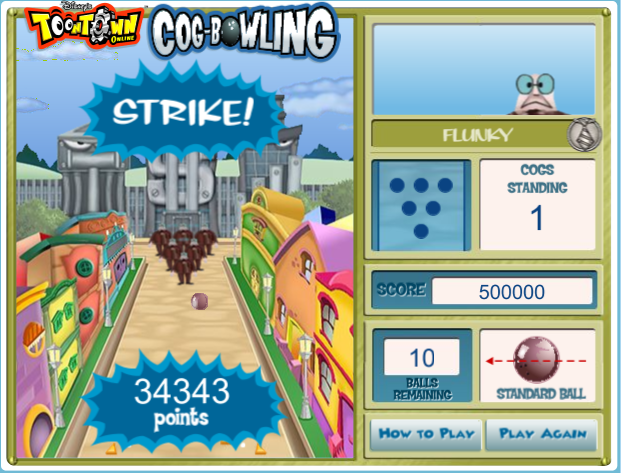 Disney's
TOONTOWN
ONLINE
COG-BOWLING
STRIKE!
FLUNKY
COGS
STANDING
1
SCORE 500000
10
BALLS
REMAINING
STANDARD BALL
34343
points
HOW TO PLAY
PLAY AGAIN